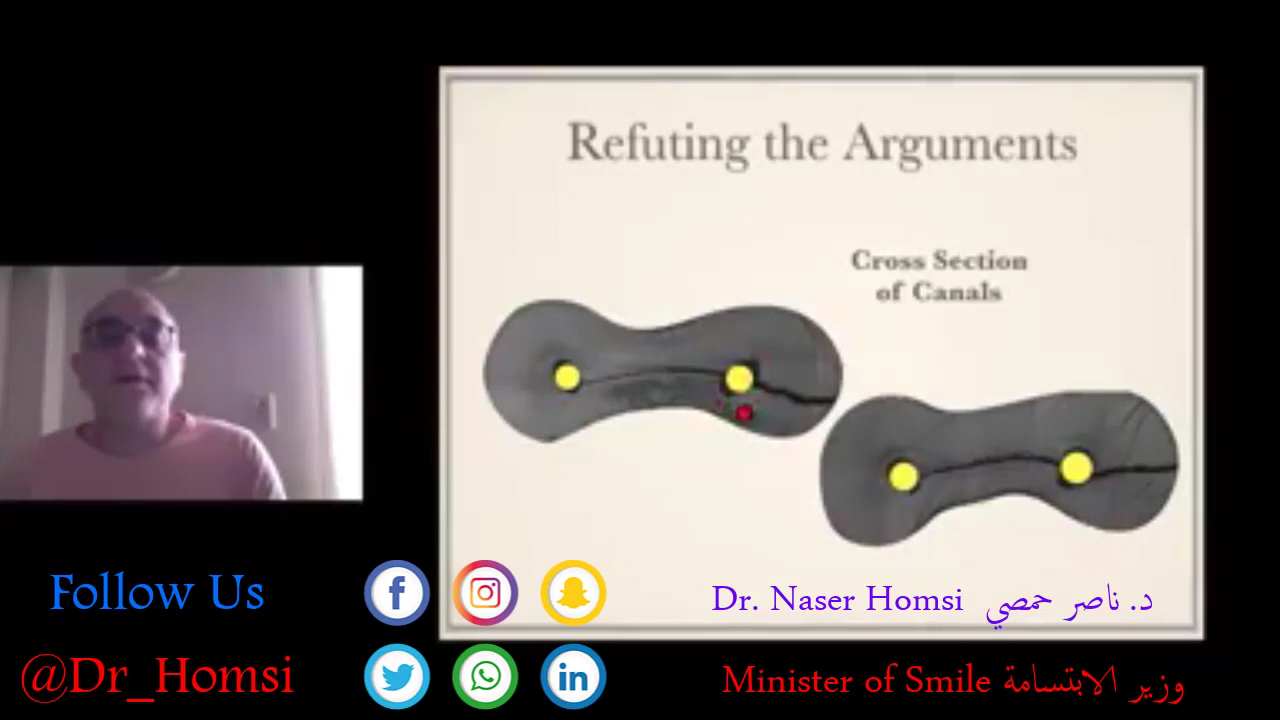 Refuting the Arguments
Cross Section
of Canals
Follow Us
@Dr_Homsi
Dr. Naser Homsi د. ناصر حمصي
Minister of Smile وزير الابتسامة